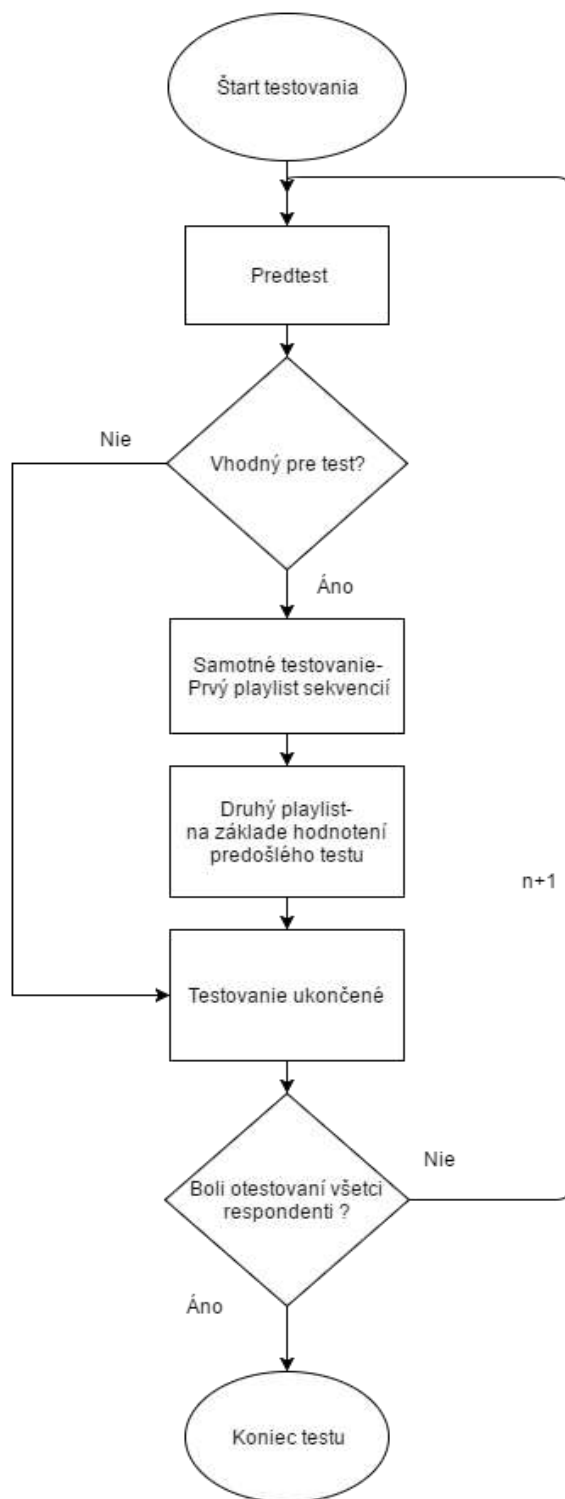 Štart testovania
Predtest
Nie
Vhodný pre test?
Áno
Samotné testovanie-
Prvý playlist sekvencií
Druhý playlist-
na základe hodnotení
predošlého testu
n+1
Testovanie ukončené
Nie
Boli otestovaní všetci
respondenti ?
Áno
Koniec testu